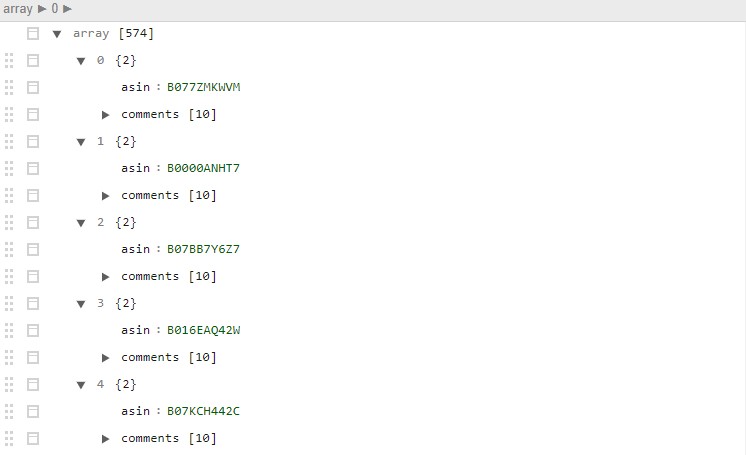 array ▶ 0 ▶
▼ array [574]
▼ 0 {2}
asin : B077ZMKWVM
▶ comments [10]
▼ 1 {2}
asin : B0000ANHT7
▶ comments [10]
▼ 2 {2}
asin : B07BB7Y6Z7
▶ comments [10]
▼ 3 {2}
asin : B016EAQ42W
▶ comments [10]
▼ 4 {2}
asin : B07KCH442C
▶ comments [10]